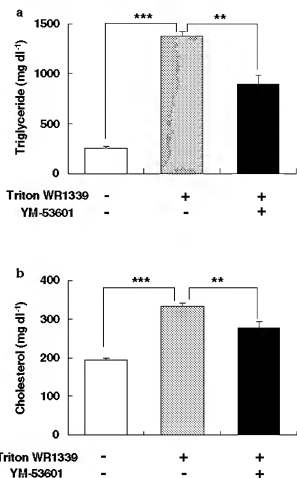 a
*** **
1500
1000
500
0
Triglyceride (mg dl-1)
Triton WR1339 - + +
YM-53601 - - +
b
*** **
400
300
200
100
0
Cholesterol (mg dl-1)
Triton WR1339 - + +
YM-53601 - - +